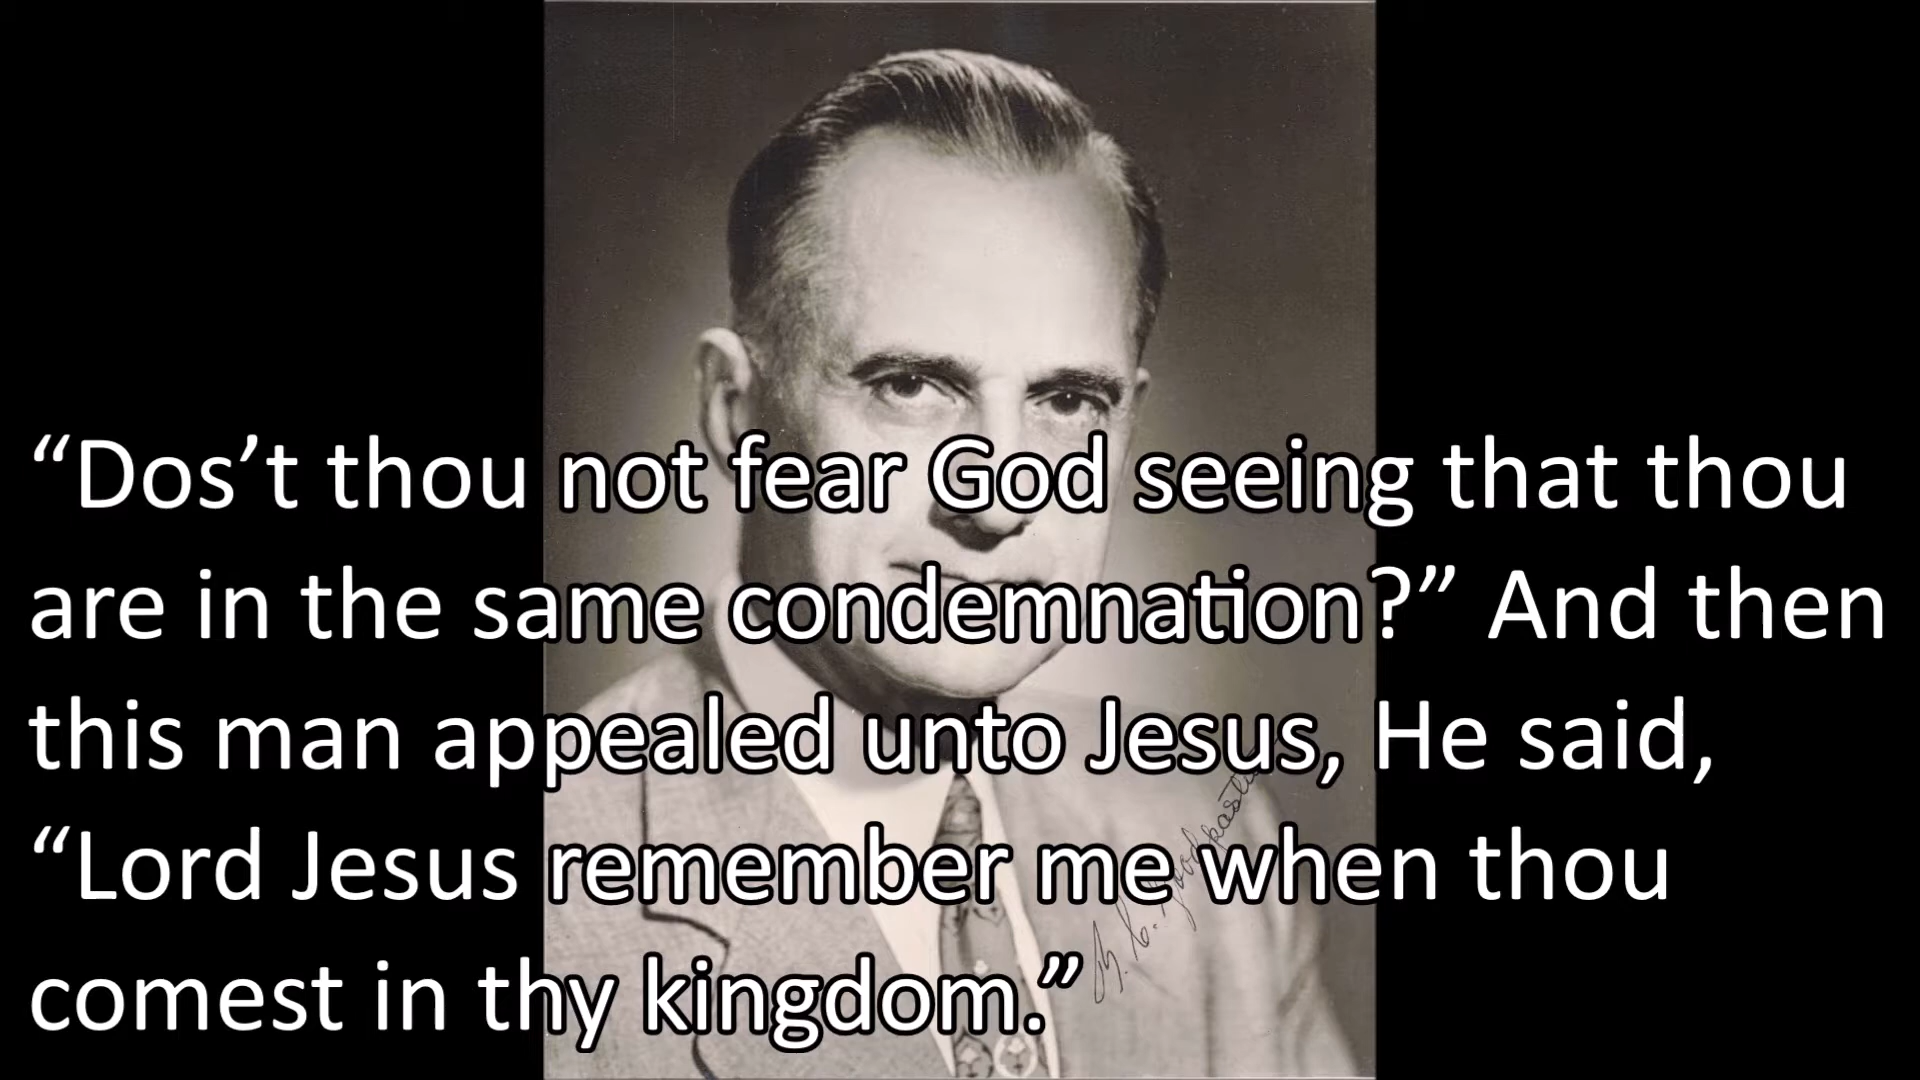 “Dos’t thou not fear God seeing that thou
are in the same condemnation?” And then
this man appealed unto Jesus, He said,
“Lord Jesus remember me when thou
comest in thy kingdom.”